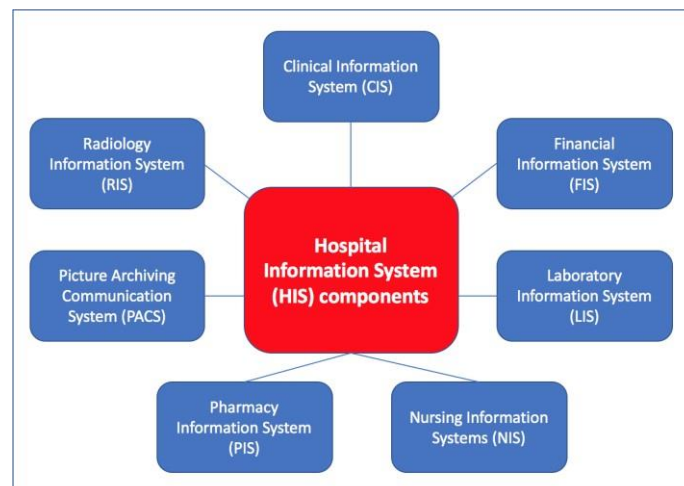 Clinical Information
System (CIS)
Radiology
Information System
(RIS)
Financial
Information System
(FIS)
Hospital
Information System
(HIS) components
Picture Archiving
Communication
System (PACS)
Laboratory
Information System
(LIS)
Pharmacy
Information System
(PIS)
Nursing Information
Systems (NIS)